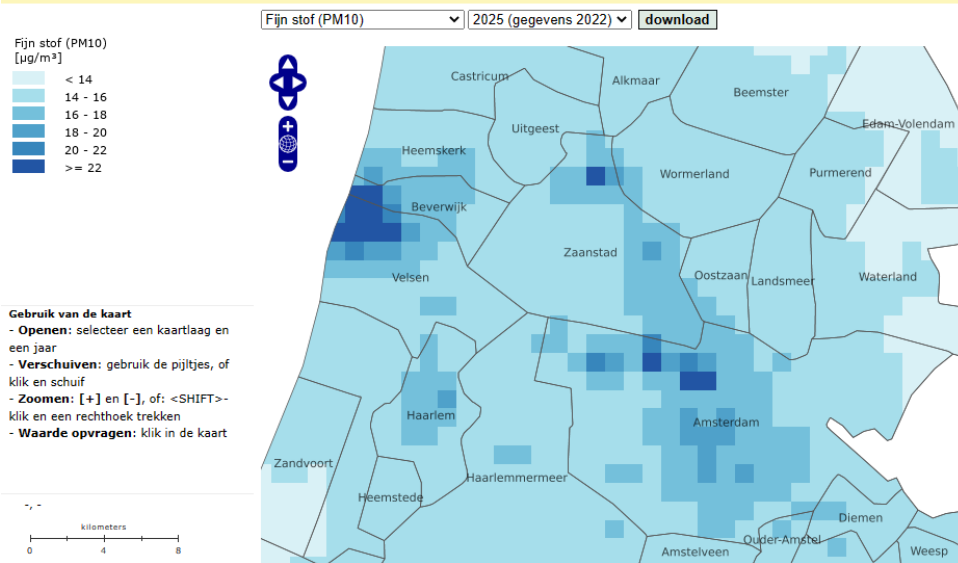 Fijn stof (PM10)
2025 (gegevens 2022)
download
Fijn stof (PM10)
[µg/m³]
< 14
14 - 16
16 - 18
18 - 20
20 - 22
>= 22
Gebruik van de kaart
- Openen: selecteer een kaartlaag en
een jaar
- Verschuiven: gebruik de pijltjes, of
klik en schuif
- Zoomen: [+] en [-], of: <SHIFT>-
klik en een rechthoek trekken
- Waarde opvragen: klik in de kaart
-, -
kilometers
0 4 8
Castricum
Alkmaar
Beemster
Edam-Volendam
Uitgeest
Heemskerk
Wormerland
Purmerend
Beverwijk
Zaanstad
Oostzaan
Landsmeer
Waterland
Velsen
Haarlem
Amsterdam
Zandvoort
Haarlemmermeer
Heemstede
Diemen
Ouder-Amstel
Amstelveen
Weesp